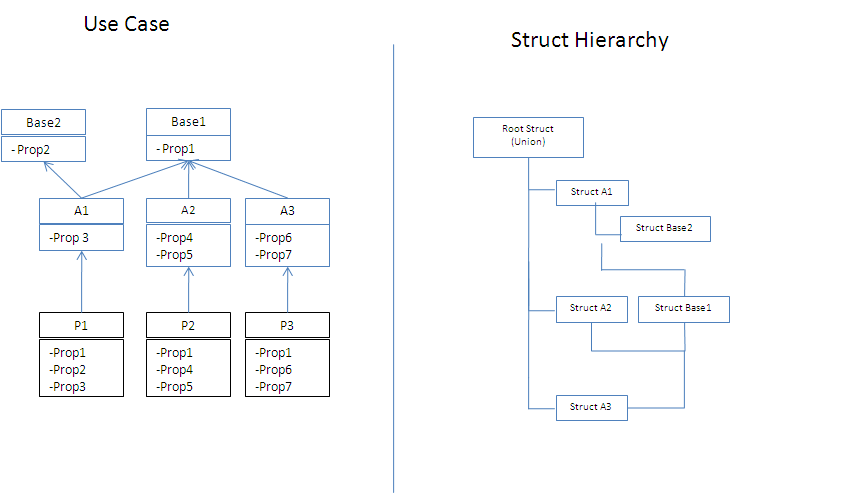 Use Case
Base2
- Prop2
Base1
- Prop1
A1
-Prop 3
A2
-Prop4
-Prop5
A3
-Prop6
-Prop7
P1
-Prop1
-Prop2
-Prop3
P2
-Prop1
-Prop4
-Prop5
P3
-Prop1
-Prop6
-Prop7
Struct Hierarchy
Root Struct
(Union)
Struct A1
Struct Base2
Struct A2
Struct Base1
Struct A3